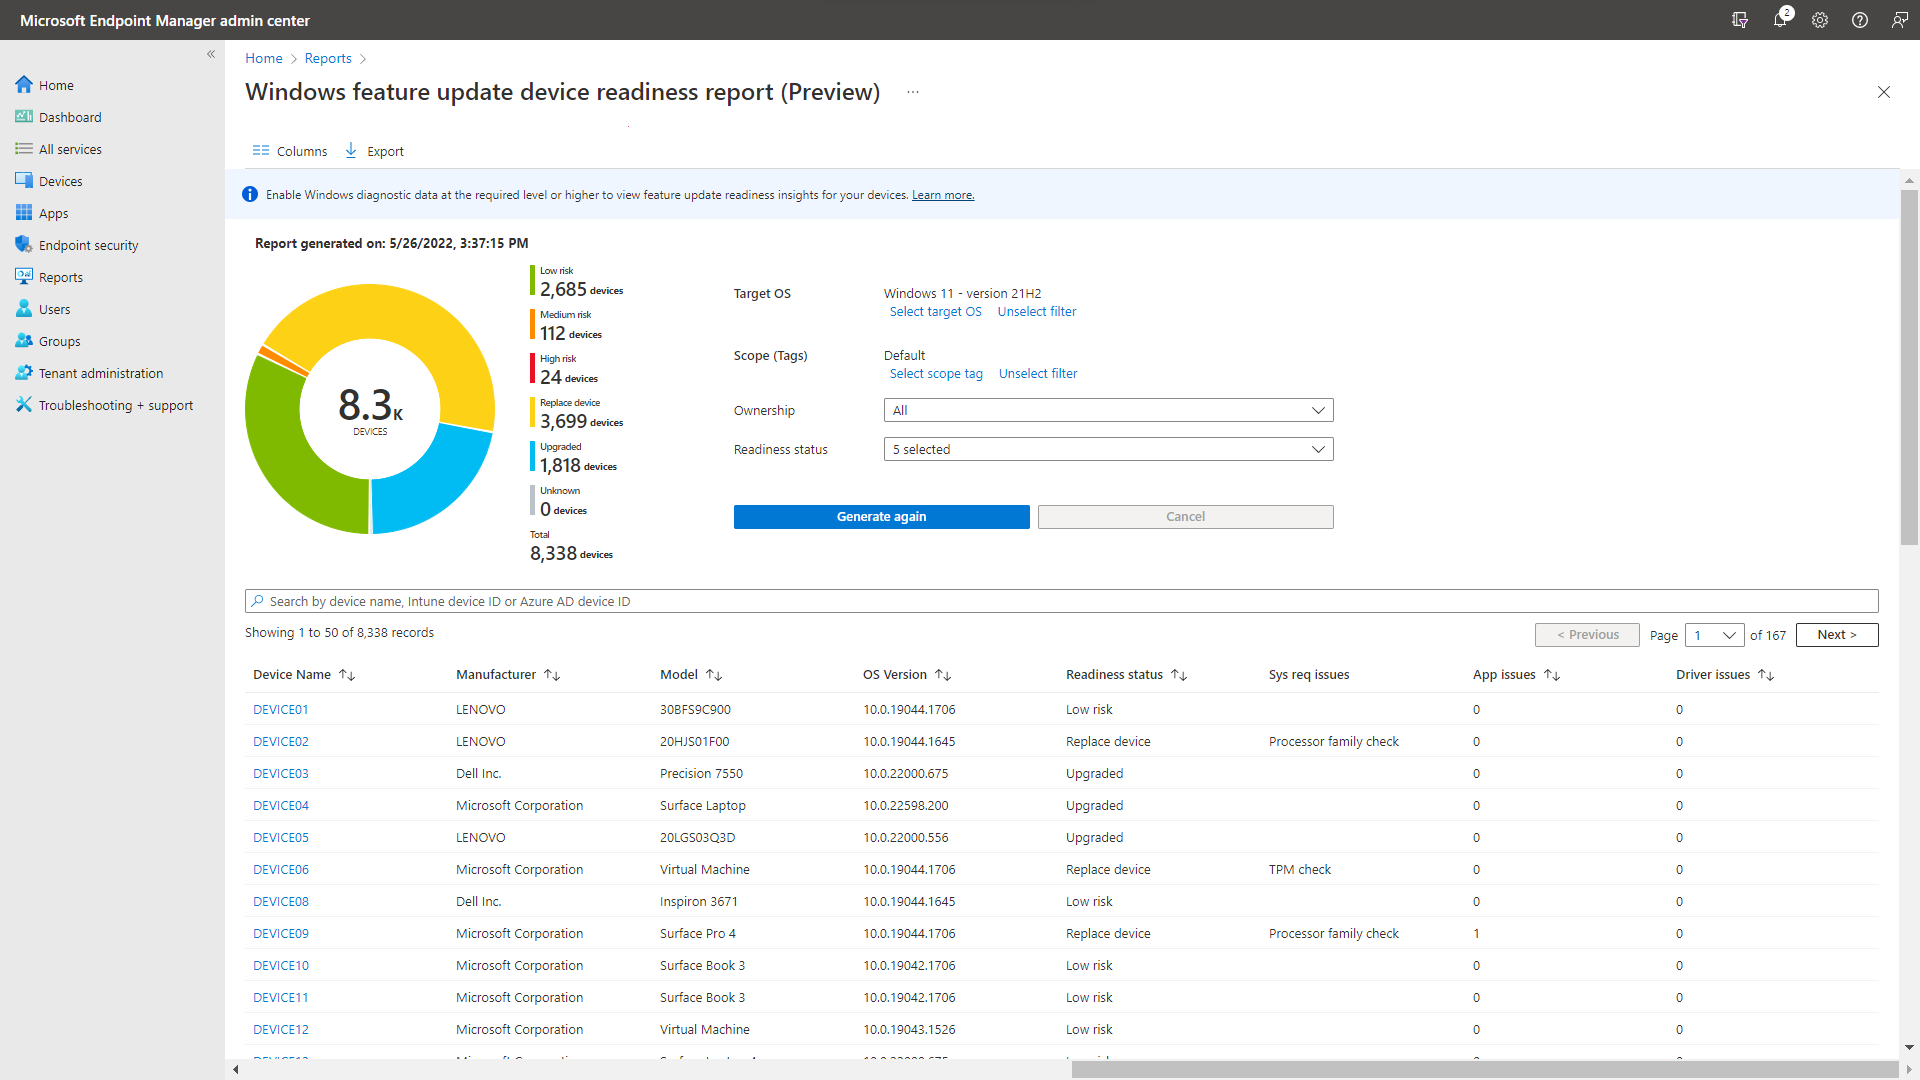 Microsoft Endpoint Manager admin center
2
«
Home
Dashboard
All services
Devices
Apps
Endpoint security
Reports
Users
Groups
Tenant administration
Troubleshooting + support
Home > Reports >
Windows feature update device readiness report (Preview) ...
Columns Export
Enable Windows diagnostic data at the required level or higher to view feature update readiness insights for your devices. Learn more.
Report generated on: 5/26/2022, 3:37:15 PM
8.3K
DEVICES
Low risk
2,685 devices
Medium risk
112 devices
High risk
24 devices
Replace device
3,699 devices
Upgraded
1,818 devices
Unknown
0 devices
Total
8,338 devices
Target OS Windows 11 - version 21H2
Select target OS Unselect filter
Scope (Tags) Default
Select scope tag Unselect filter
Ownership All
Readiness status 5 selected
Generate again Cancel
Search by device name, Intune device ID or Azure AD device ID
Showing 1 to 50 of 8,338 records
< Previous Page 1 of 167 Next >
Device Name ↑↓ Manufacturer ↑↓ Model ↑↓ OS Version ↑↓ Readiness status ↑↓ Sys req issues App issues ↑↓ Driver issues ↑↓
DEVICE01 LENOVO 30BFS9C900 10.0.19044.1706 Low risk 0 0
DEVICE02 LENOVO 20HJS01F00 10.0.19044.1645 Replace device Processor family check 0 0
DEVICE03 Dell Inc. Precision 7550 10.0.22000.675 Upgraded 0 0
DEVICE04 Microsoft Corporation Surface Laptop 10.0.22598.200 Upgraded 0 0
DEVICE05 LENOVO 20LGS03Q3D 10.0.22000.556 Upgraded 0 0
DEVICE06 Microsoft Corporation Virtual Machine 10.0.19044.1706 Replace device TPM check 0 0
DEVICE08 Dell Inc. Inspiron 3671 10.0.19044.1645 Low risk 0 0
DEVICE09 Microsoft Corporation Surface Pro 4 10.0.19044.1706 Replace device Processor family check 1 0
DEVICE10 Microsoft Corporation Surface Book 3 10.0.19042.1706 Low risk 0 0
DEVICE11 Microsoft Corporation Surface Book 3 10.0.19042.1706 Low risk 0 0
DEVICE12 Microsoft Corporation Virtual Machine 10.0.19043.1526 Low risk 0 0